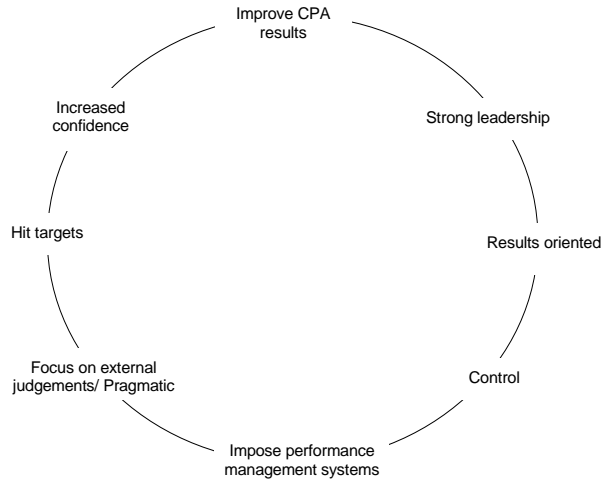 Improve CPA
results
Strong leadership
Results oriented
Control
Impose performance
management systems
Focus on external
judgements/ Pragmatic
Hit targets
Increased
confidence